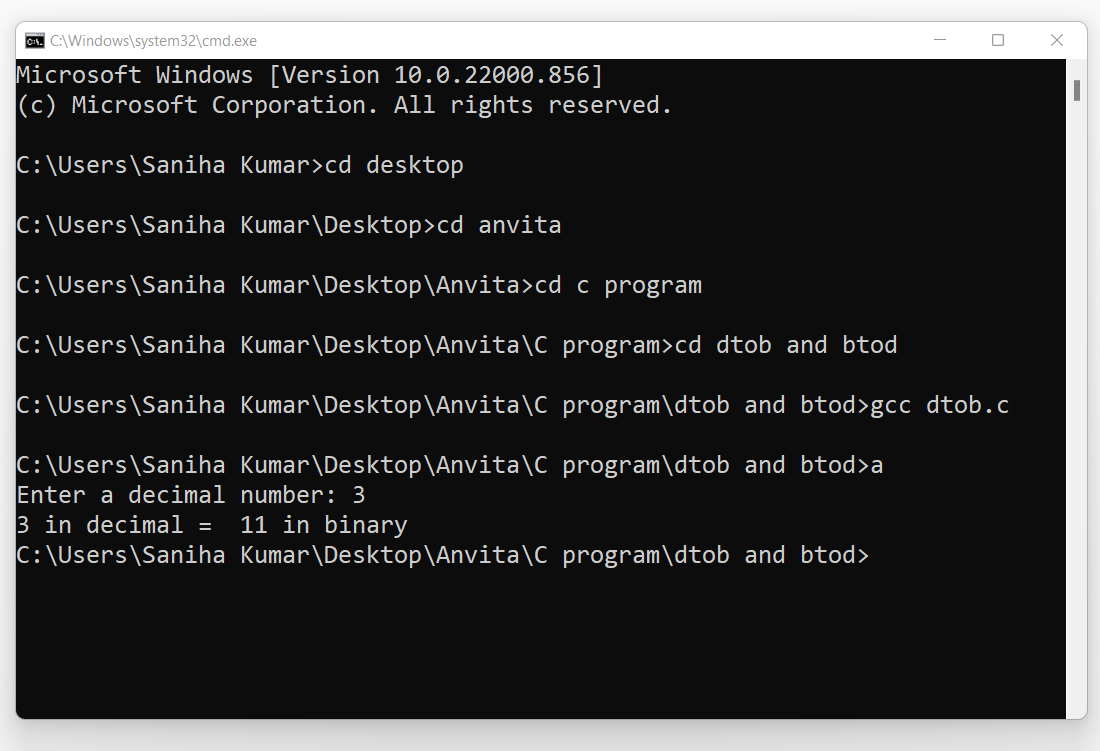 C:\Windows\system32\cmd.exe
Microsoft Windows [Version 10.0.22000.856]
(c) Microsoft Corporation. All rights reserved.
C:\Users\Saniha Kumar>cd desktop
C:\Users\Saniha Kumar\Desktop>cd anvita
C:\Users\Saniha Kumar\Desktop\Anvita>cd c program
C:\Users\Saniha Kumar\Desktop\Anvita\C program>cd dtob and btod
C:\Users\Saniha Kumar\Desktop\Anvita\C program\dtob and btod>gcc dtob.c
C:\Users\Saniha Kumar\Desktop\Anvita\C program\dtob and btod>a
Enter a decimal number: 3
3 in decimal =  11 in binary
C:\Users\Saniha Kumar\Desktop\Anvita\C program\dtob and btod>